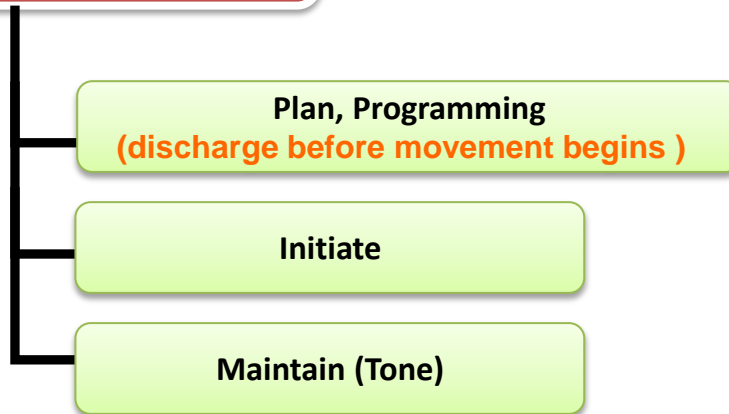 Plan, Programming
(discharge before movement begins )
Initiate
Maintain (Tone)